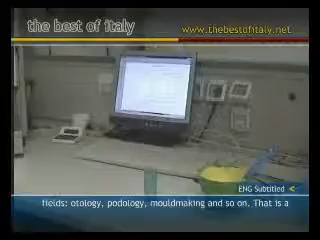 the best of italy
www.thebestofitaly.net
ENG Subtitled <
fields: otology, podology, mouldmaking and so on. That is a